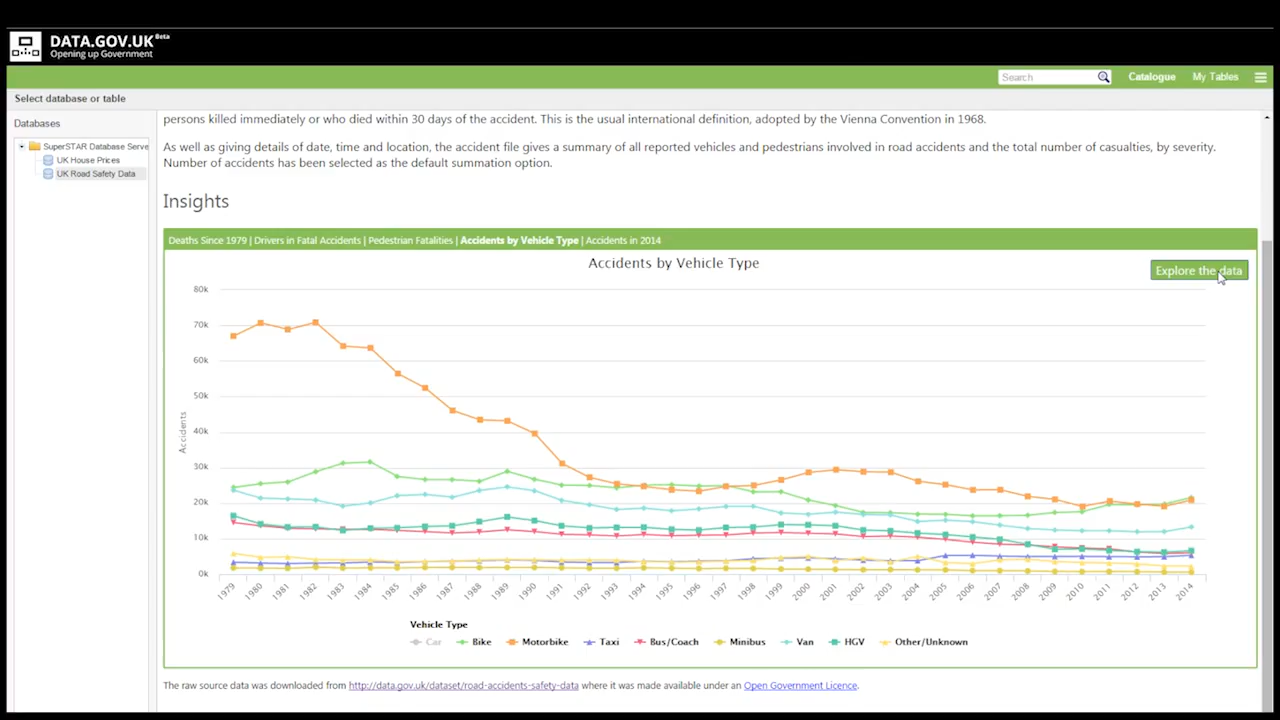 DATA.GOV.UK Beta
Opening up Government
Search
Catalogue
My Tables
Select database or table
Databases
SuperSTAR Database Serve
UK House Prices
UK Road Safety Data
persons killed immediately or who died within 30 days of the accident. This is the usual international definition, adopted by the Vienna Convention in 1968.
As well as giving details of date, time and location, the accident file gives a summary of all reported vehicles and pedestrians involved in road accidents and the total number of casualties, by severity.
Number of accidents has been selected as the default summation option.
Insights
Deaths Since 1979 | Drivers in Fatal Accidents | Pedestrian Fatalities | Accidents by Vehicle Type | Accidents in 2014
Accidents by Vehicle Type
Explore the data
Accidents
80k
70k
60k
50k
40k
30k
20k
10k
0k
1979 1980 1981 1982 1983 1984 1985 1986 1987 1988 1989 1990 1991 1992 1993 1994 1995 1996 1997 1998 1999 2000 2001 2002 2003 2004 2005 2006 2007 2008 2009 2010 2011 2012 2013 2014
Vehicle Type
Car Bike Motorbike Taxi Bus/Coach Minibus Van HGV Other/Unknown
The raw source data was downloaded from http://data.gov.uk/dataset/road-accidents-safety-data where it was made available under an Open Government Licence.